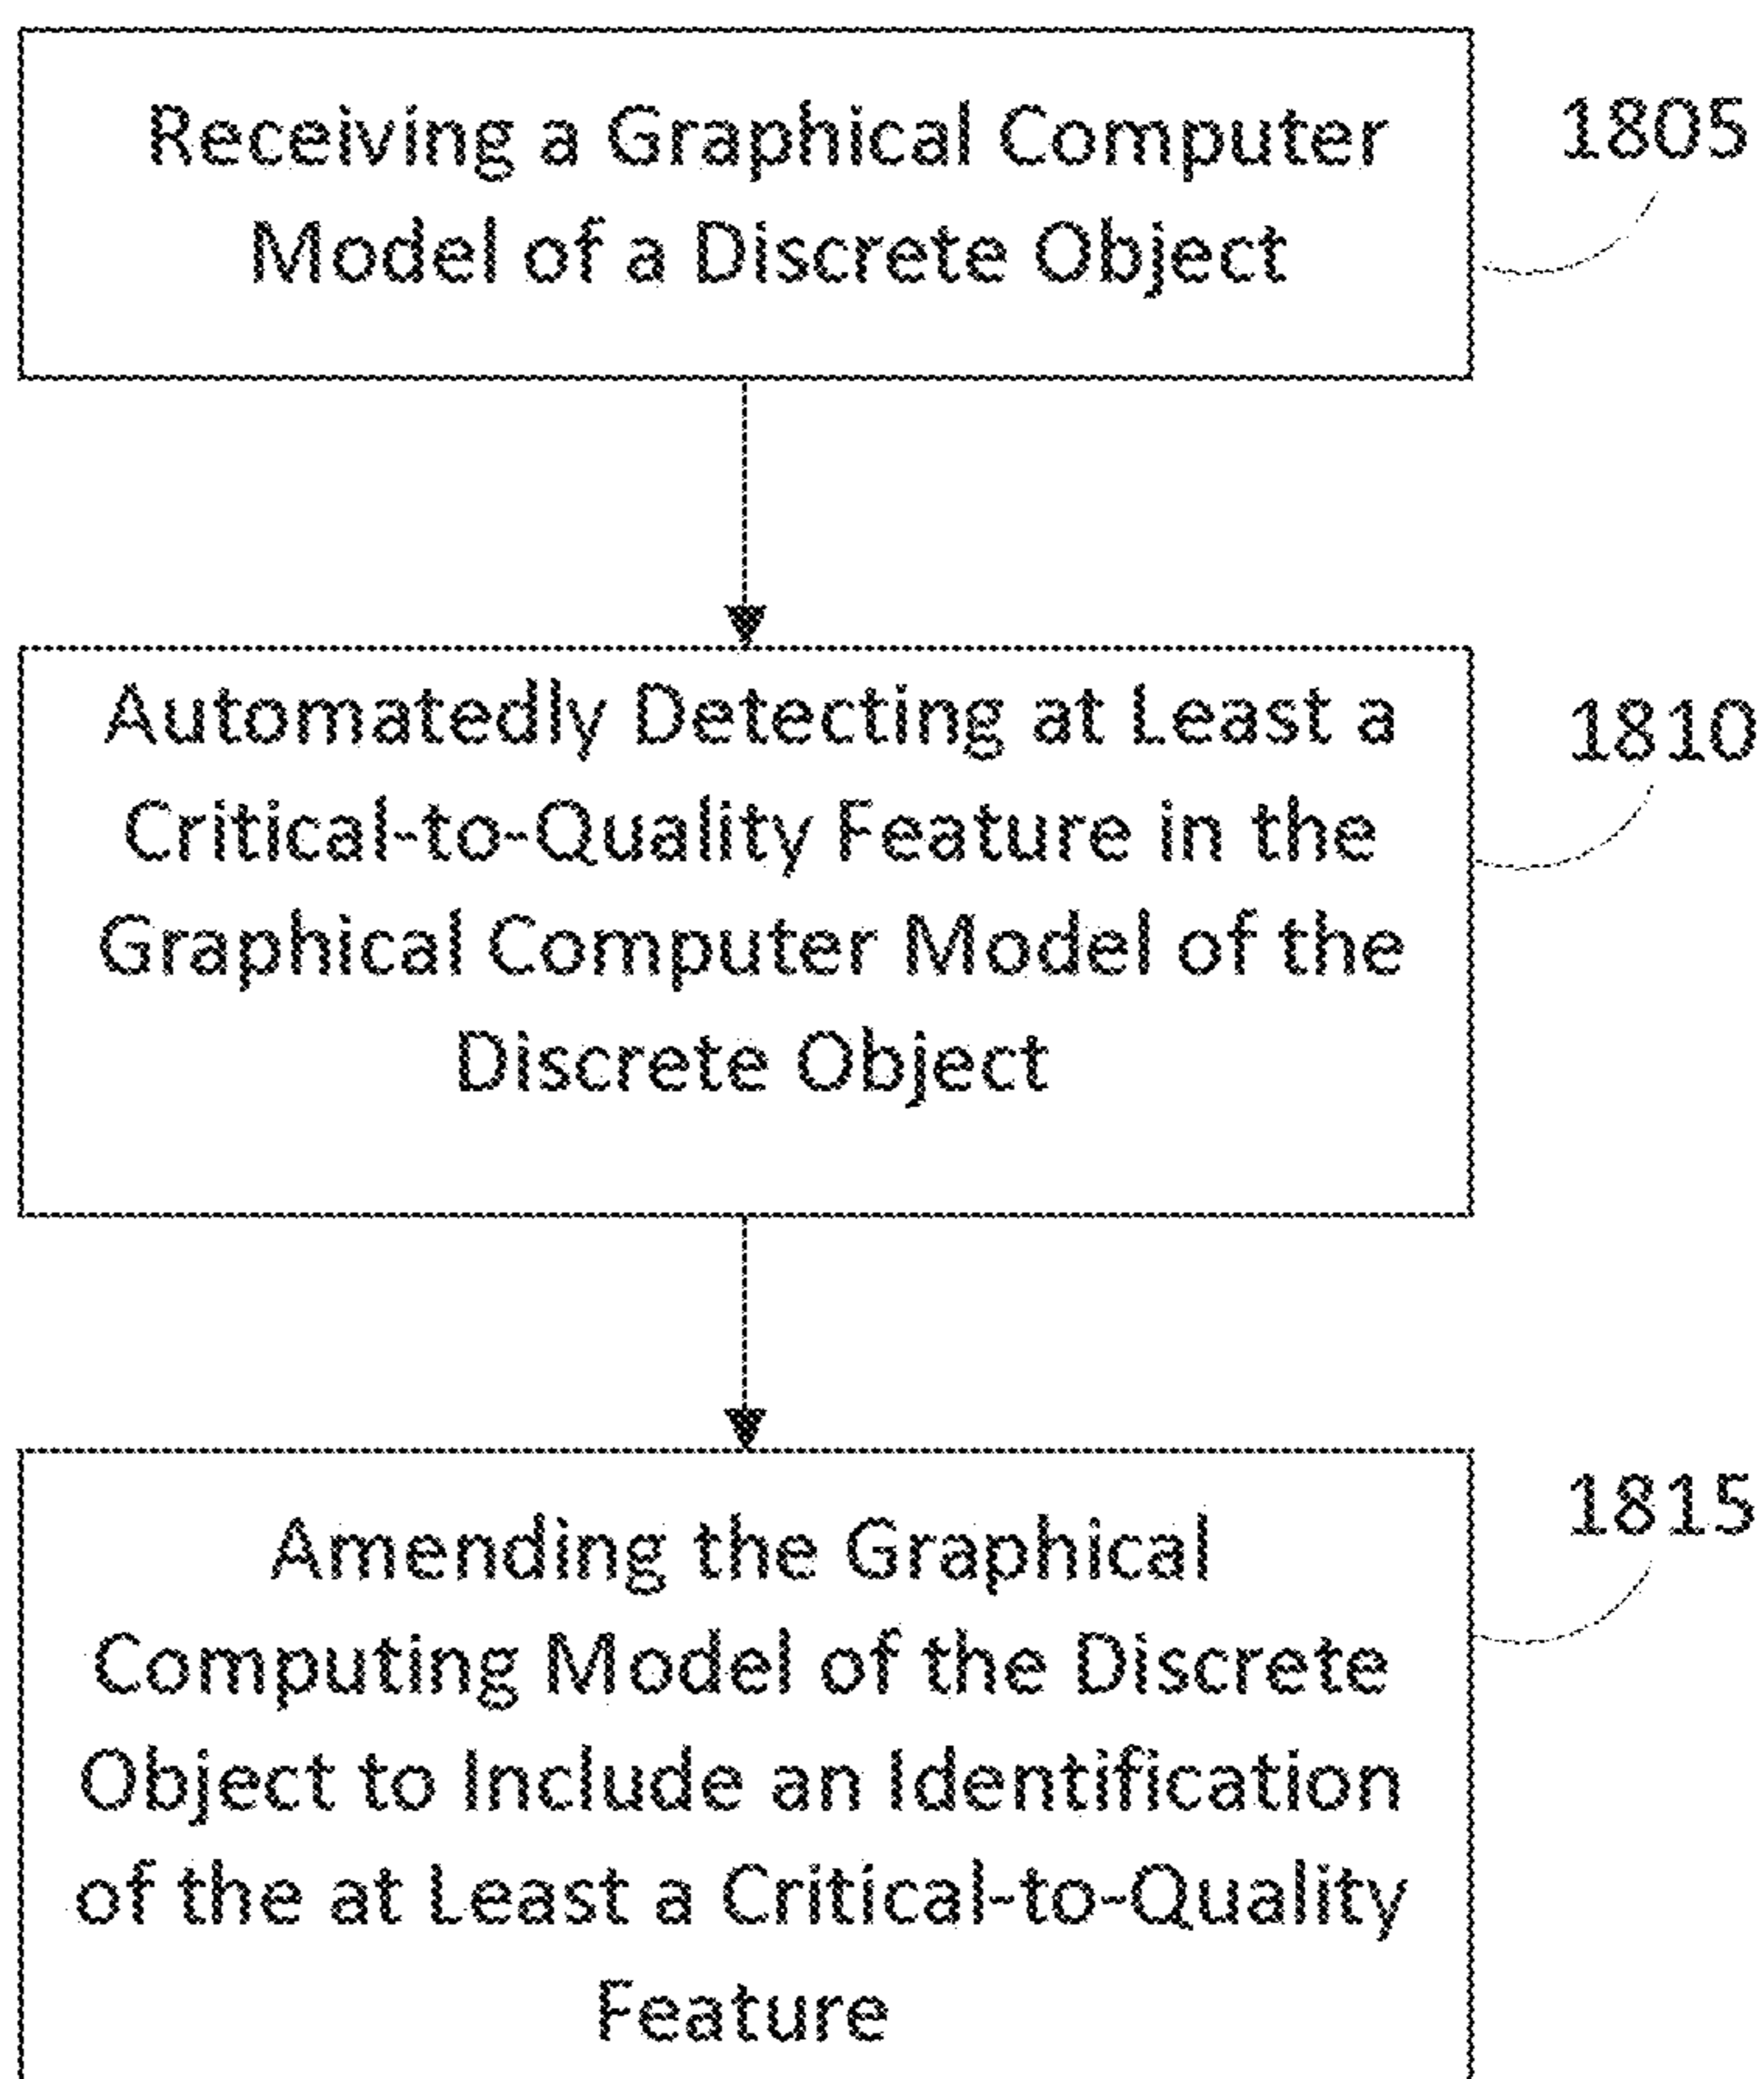 Receiving a Graphical Computer
Model of a Discrete Object
1805
Automatedly Detecting at Least a
Critical-to-Quality Feature in the
Graphical Computer Model of the
Discrete Object
1810
Amending the Graphical
Computing Model of the Discrete
Object to Include an Identification
of the at Least a Critical-to-Quality
Feature
1815